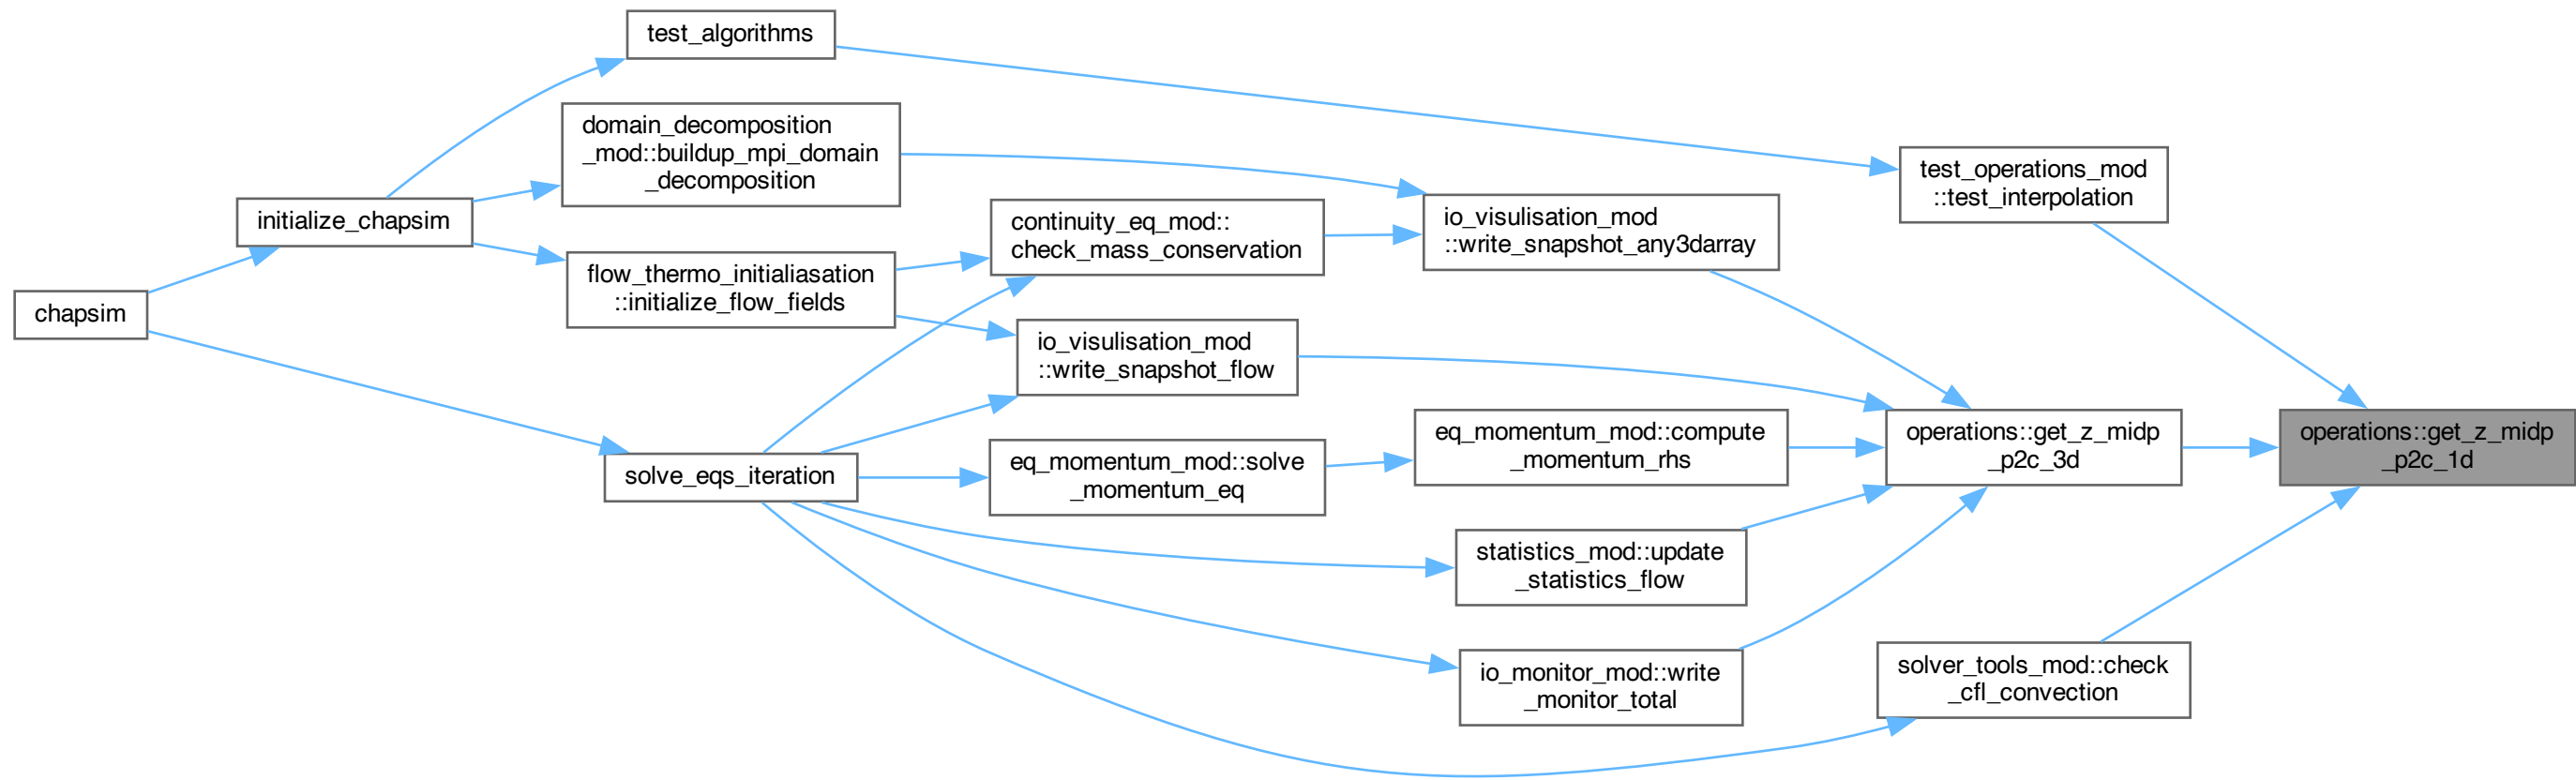 test_algorithms
domain_decomposition
_mod::buildup_mpi_domain
_decomposition
test_operations_mod
::test_interpolation
initialize_chapsim
continuity_eq_mod::
check_mass_conservation
io_visulisation_mod
::write_snapshot_any3darray
flow_thermo_initialiasation
::initialize_flow_fields
chapsim
io_visulisation_mod
::write_snapshot_flow
eq_momentum_mod::compute
_momentum_rhs
operations::get_z_midp
_p2c_3d
operations::get_z_midp
_p2c_1d
solve_eqs_iteration
eq_momentum_mod::solve
_momentum_eq
statistics_mod::update
_statistics_flow
io_monitor_mod::write
_monitor_total
solver_tools_mod::check
_cfl_convection